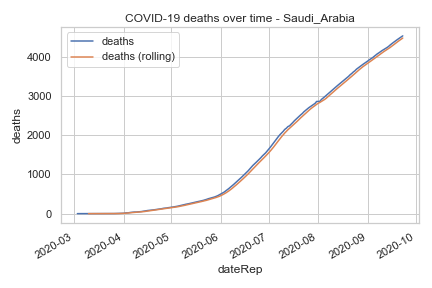 COVID-19 deaths over time - Saudi_Arabia
deaths
deaths (rolling)
4000
3000
2000
1000
0
deaths
2020-03
2020-04
2020-05
2020-06
2020-07
2020-08
2020-09
2020-10
dateRep